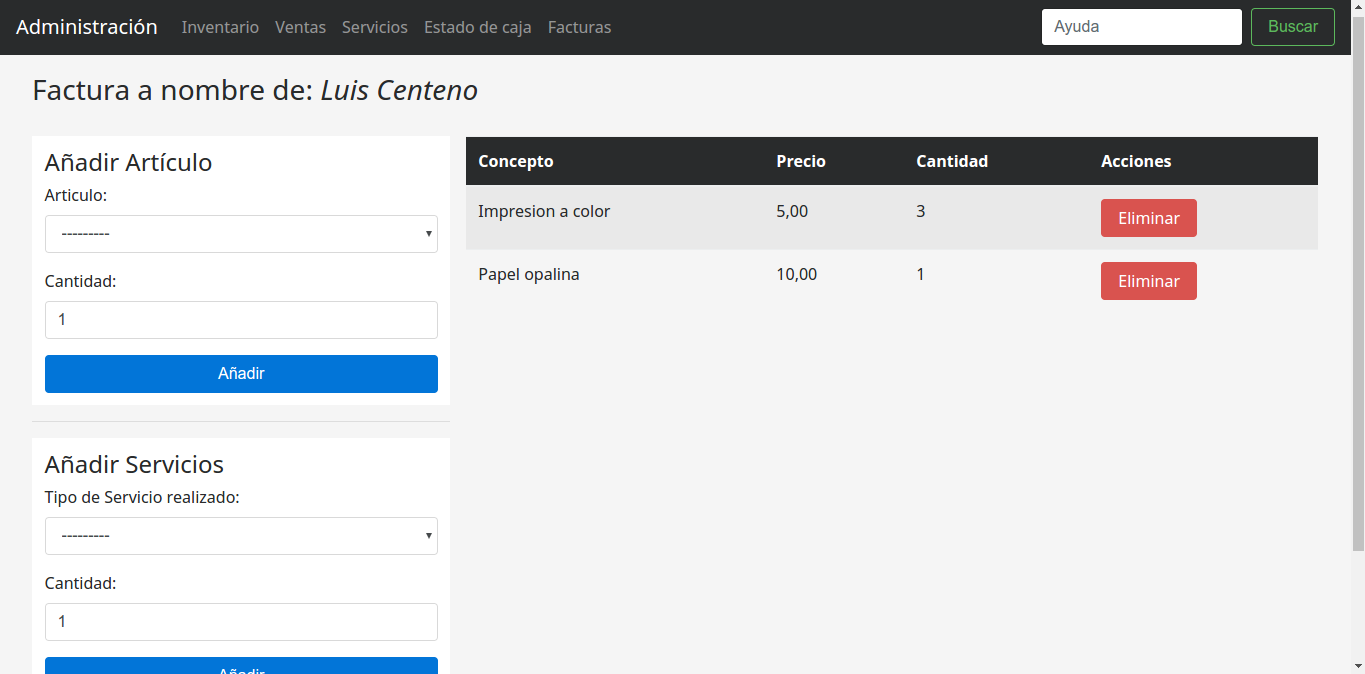 Administración Inventario Ventas Servicios Estado de caja Facturas Ayuda Buscar
Factura a nombre de: Luis Centeno
Añadir Artículo
Articulo:
---------
Cantidad:
1
Añadir
Añadir Servicios
Tipo de Servicio realizado:
---------
Cantidad:
1
Añadir
Concepto Precio Cantidad Acciones
Impresion a color 5,00 3 Eliminar
Papel opalina 10,00 1 Eliminar